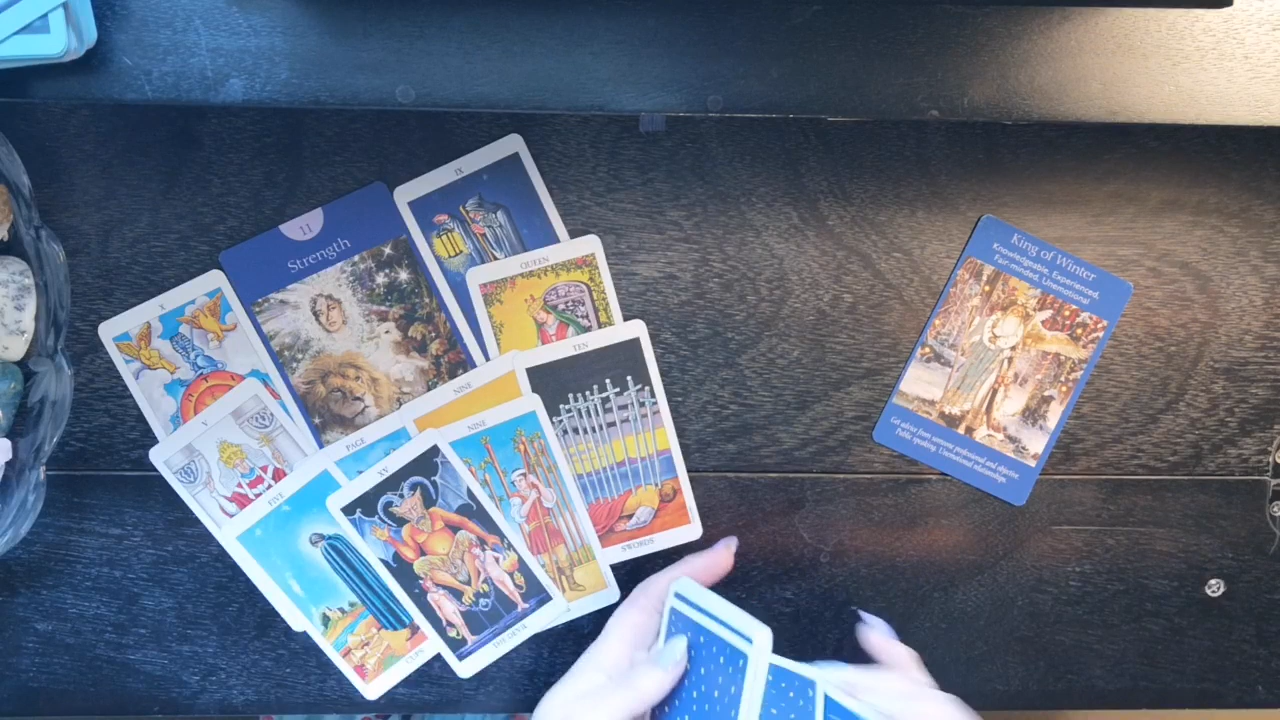 IX
11
Strength
QUEEN
X
TEN
NINE
V
PAGE
NINE
XV
FIVE
SWORDS
THE DEVIL
CUPS
King of Winter
Knowledgeable, Experienced,
Fair-minded, Unemotional
Get advice from someone professional and objective.
Public speaking. Unemotional relationships.